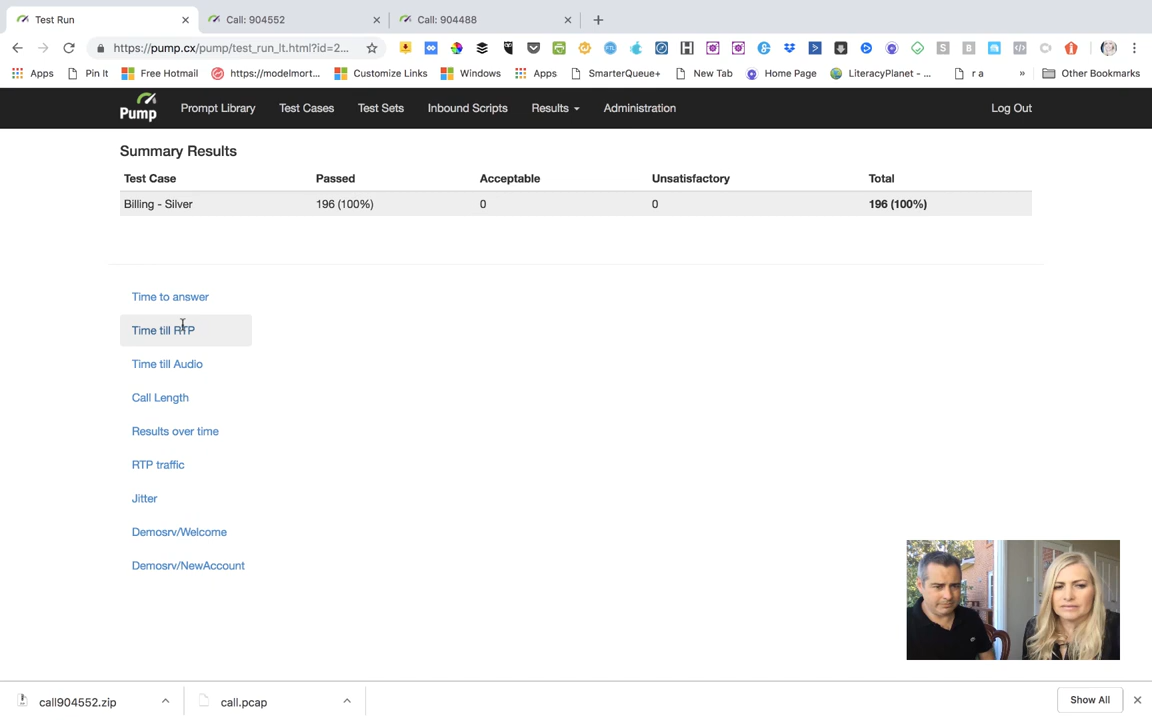 Test Run
Call: 904552
Call: 904488
https://pump.cx/pump/test_run_lt.html?id=2...
Apps
Pin It
Free Hotmail
https://modelmort...
Customize Links
Windows
Apps
SmarterQueue+
New Tab
Home Page
LiteracyPlanet - ...
r a
»
Other Bookmarks
Pump
Prompt Library
Test Cases
Test Sets
Inbound Scripts
Results
Administration
Log Out
Summary Results
Test Case Passed Acceptable Unsatisfactory Total
Billing - Silver 196 (100%) 0 0 196 (100%)
Time to answer
Time till RTP
Time till Audio
Call Length
Results over time
RTP traffic
Jitter
Demosrv/Welcome
Demosrv/NewAccount
call904552.zip
call.pcap
Show All